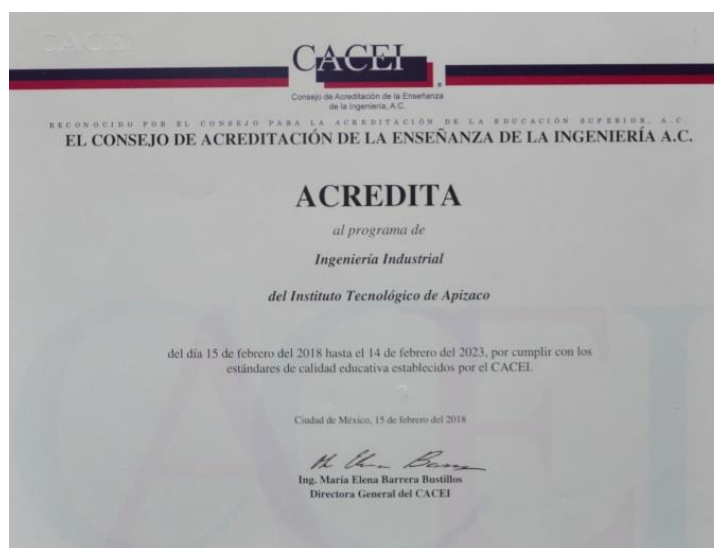 CACEI
CACEI
Consejo de Acreditación de la Enseñanza
de la Ingeniería, A.C.
RECONOCIDO POR EL CONSEJO PARA LA ACREDITACIÓN DE LA EDUCACIÓN SUPERIOR, A.C.
EL CONSEJO DE ACREDITACIÓN DE LA ENSEÑANZA DE LA INGENIERÍA A.C.
ACREDITA
al programa de
Ingeniería Industrial
del Instituto Tecnológico de Apizaco
del día 15 de febrero del 2018 hasta el 14 de febrero del 2023, por cumplir con los
estándares de calidad educativa establecidos por el CACEI.
Ciudad de México, 15 de febrero del 2018
Ing. María Elena Barrera Bustillos
Directora General del CACEI
CACEI